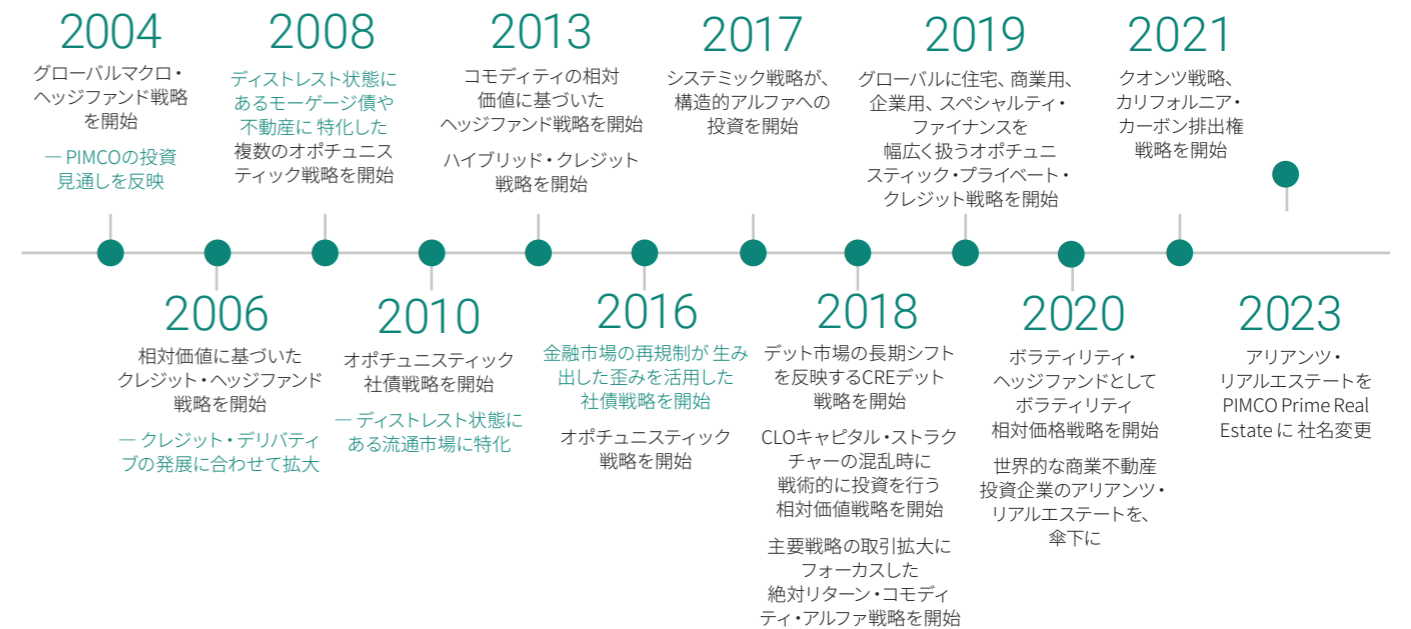 2004
グローバルマクロ・
ヘッジファンド戦略
を開始
— PIMCOの投資
見通しを反映
2008
ディストレスト状態に
あるモーゲージ債や
不動産に 特化した
複数のオポチュニス
ティック戦略を開始
2013
コモディティの相対
価値に基づいた
ヘッジファンド戦略を開始
ハイブリッド・クレジット
戦略を開始
2017
システミック戦略が、
構造的アルファへの
投資を開始
2019
グローバルに住宅、商業用、
企業用、スペシャルティ・
ファイナンスを
幅広く扱うオポチュニ
スティック・プライベート・
クレジット戦略を開始
2021
クオンツ戦略、
カリフォルニア・
カーボン排出権
戦略を開始
2006
相対価値に基づいた
クレジット・ヘッジファンド
戦略を開始
— クレジット・デリバティ
ブの発展に合わせて拡大
2010
オポチュニスティック
社債戦略を開始
— ディストレスト状態に
ある流通市場に特化
2016
金融市場の再規制が 生み
出した歪みを活用した
社債戦略を開始
オポチュニスティック
戦略を開始
2018
デット市場の長期シフト
を反映するCREデット
戦略を開始
CLOキャピタル・ストラク
チャーの混乱時に
戦術的に投資を行う
相対価値戦略を開始
主要戦略の取引拡大に
フォーカスした
絶対リターン・コモディ
ティ・アルファ戦略を開始
2020
ボラティリティ・
ヘッジファンドとして
ボラティリティ
相対価格戦略を開始
世界的な商業不動産
投資企業のアリアンツ・
リアルエステートを、
傘下に
2023
アリアンツ・
リアルエステートを
PIMCO Prime Real
Estate に 社名変更